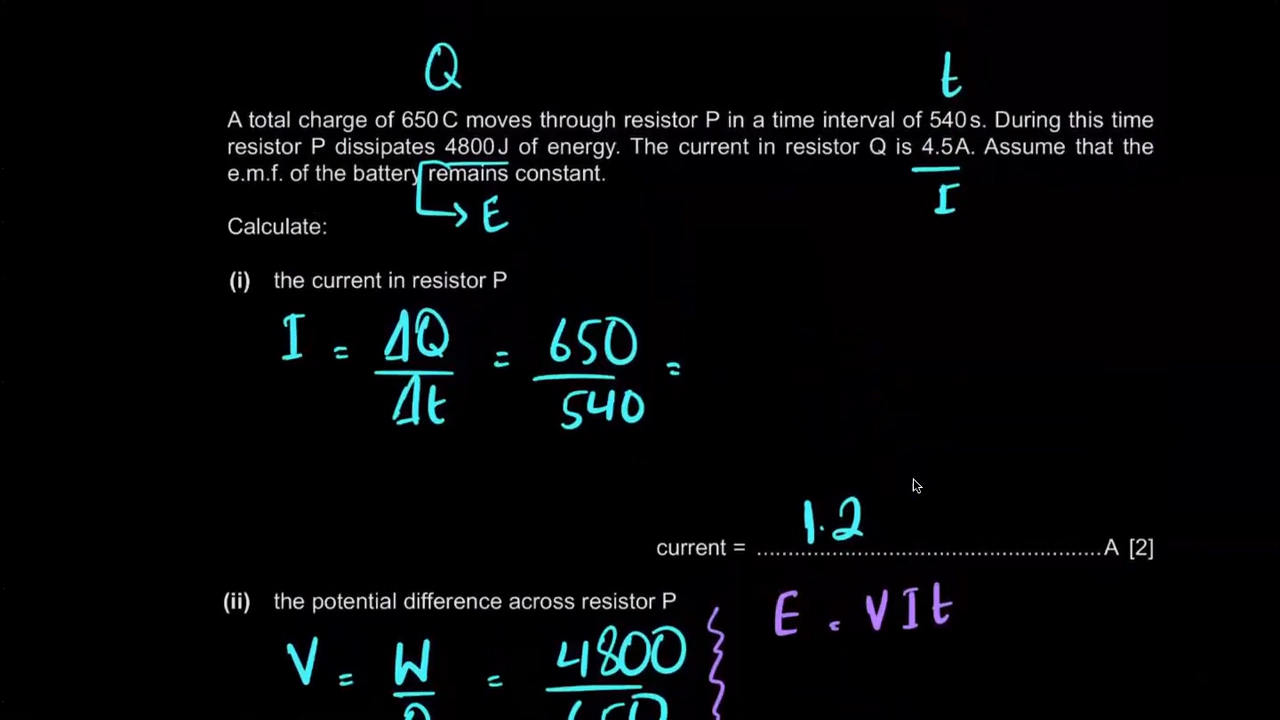 Q t
A total charge of 650 C moves through resistor P in a time interval of 540 s. During this time
resistor P dissipates 4800 J of energy. The current in resistor Q is 4.5 A. Assume that the
e.m.f. of the battery remains constant.
→ E I
Calculate:
(i) the current in resistor P
I = ΔQ/Δt = 650/540 =
1.2
current = ........................................................ A [2]
(ii) the potential difference across resistor P
E = VIt
V = W/Q = 4800/650